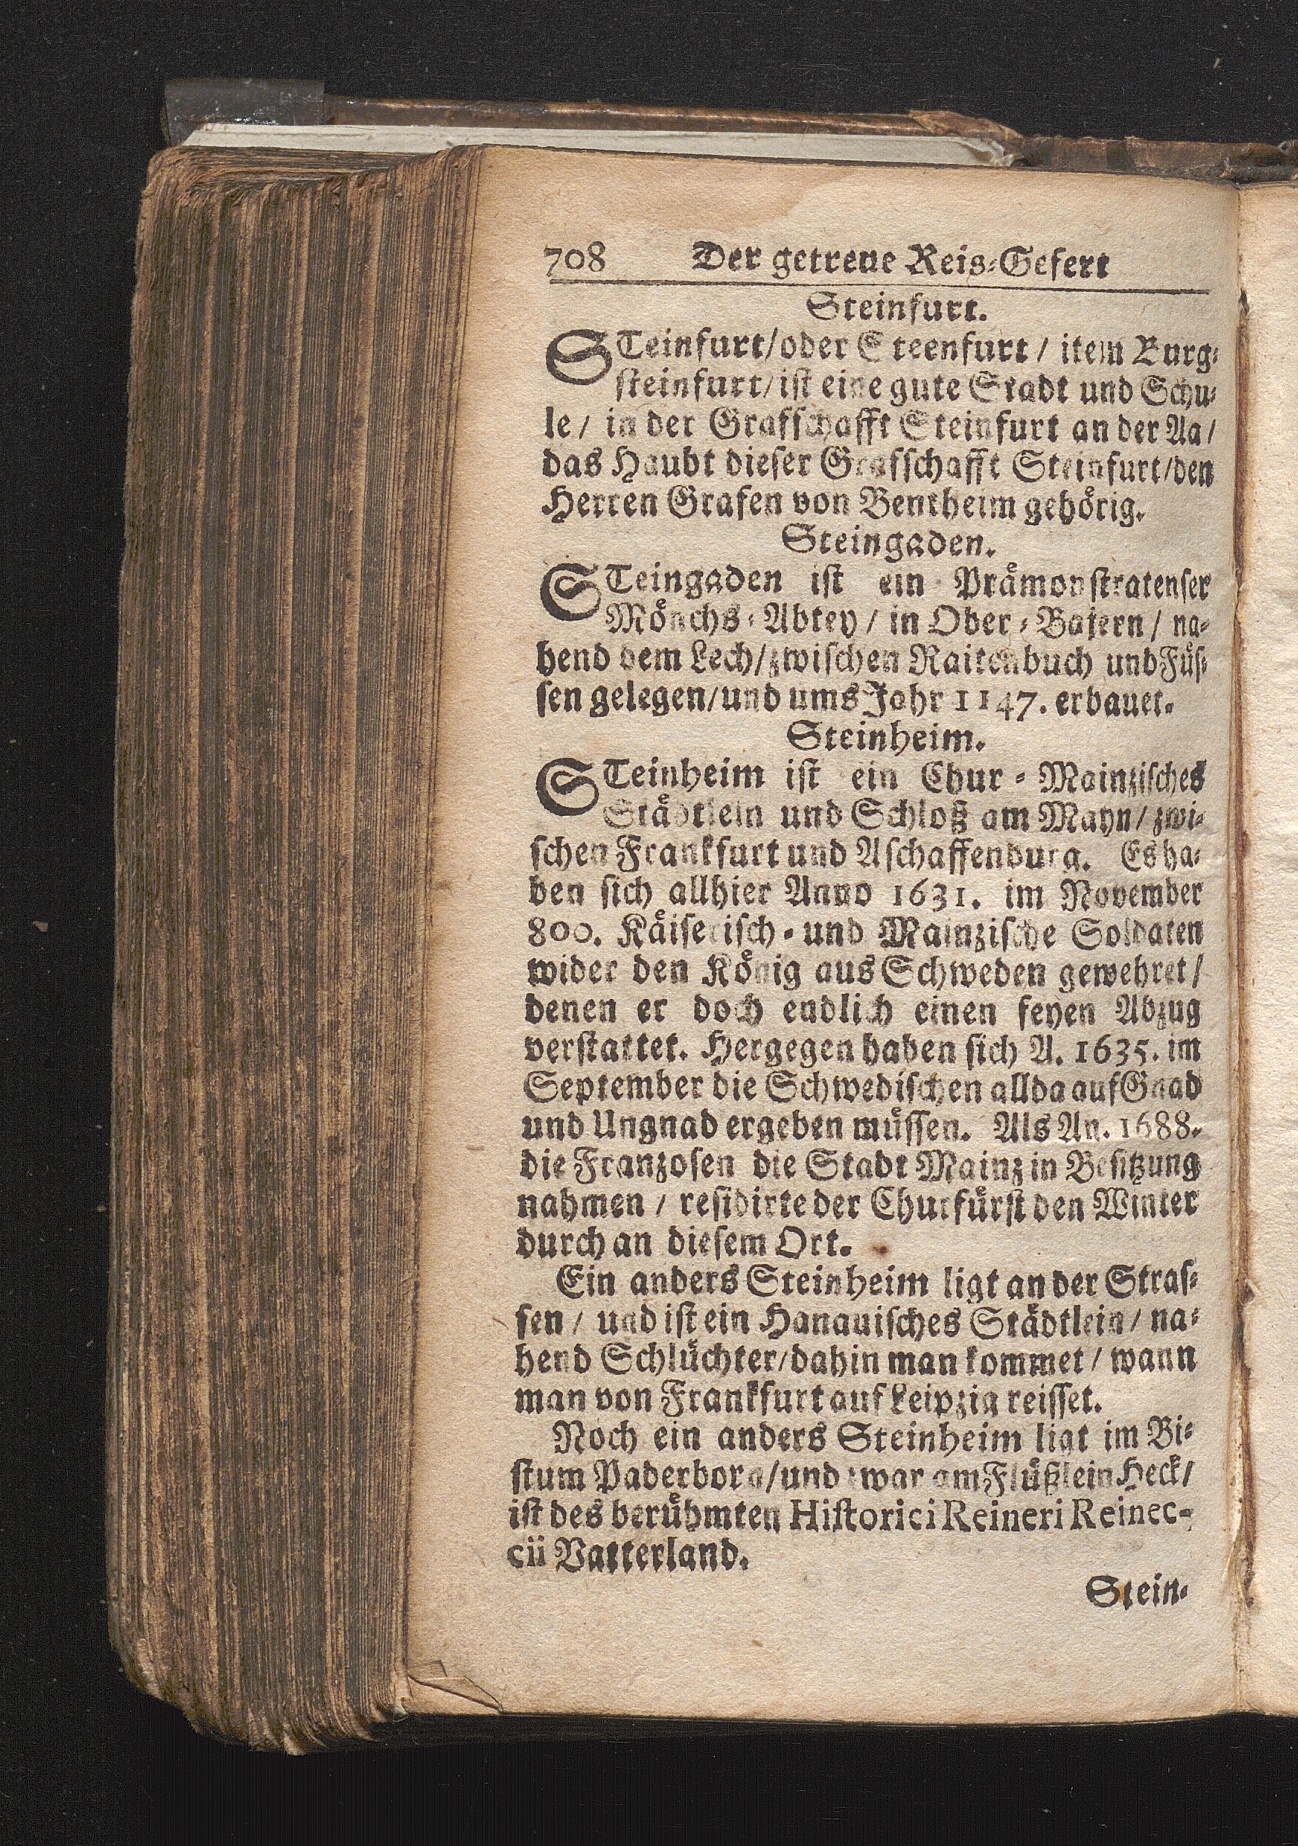 708 Der getreue Reis-Gefert
Steinfurt.
STeinfurt/oder Steenfurt / item Burg-
steinfurt/ist eine gute Stadt und Schu-
le / in der Grafschafft Steinfurt an der Aa /
das Haubt dieser Grafschafft Steinfurt/den
Herren Grafen von Bentheim gehörig.
Steingaden.
STeingaden ist ein Prämonstratenser
Mönchs-Abtey / in Ober-Bajern / na-
hend dem Lech/zwischen Raitenbuch und Füs-
sen gelegen/und ums Jahr 1147. erbauet.
Steinheim.
STeinheim ist ein Chur-Mainzisches
Städtlein und Schloß am Mayn/zwi-
schen Frankfurt und Aschaffenburg. Es ha-
ben sich allhier Anno 1631. im November
800. Käiserisch- und Mainzische Soldaten
wider den König aus Schweden gewehret /
denen er doch endlich einen feyen Abzug
verstattet. Hergegen haben sich A. 1635. im
September die Schwedischen allda auf Gnad
und Ungnad ergeben müssen. Als An. 1688.
die Franzosen die Stadt Mainz in Besitzung
nahmen / residirte der Churfürst den Winter
durch an diesem Ort.
Ein anders Steinheim ligt an der Stras-
sen / und ist ein Hanauisches Städtlein / na-
hend Schlüchter/dahin man kommet / wann
man von Frankfurt auf Leipzig reisset.
Noch ein anders Steinheim ligt im Bi-
stum Paderborn/und zwar am Flüßlein Heck/
ist des berühmten Historici Reineri Reinec-
cii Vatterland.
Stein-